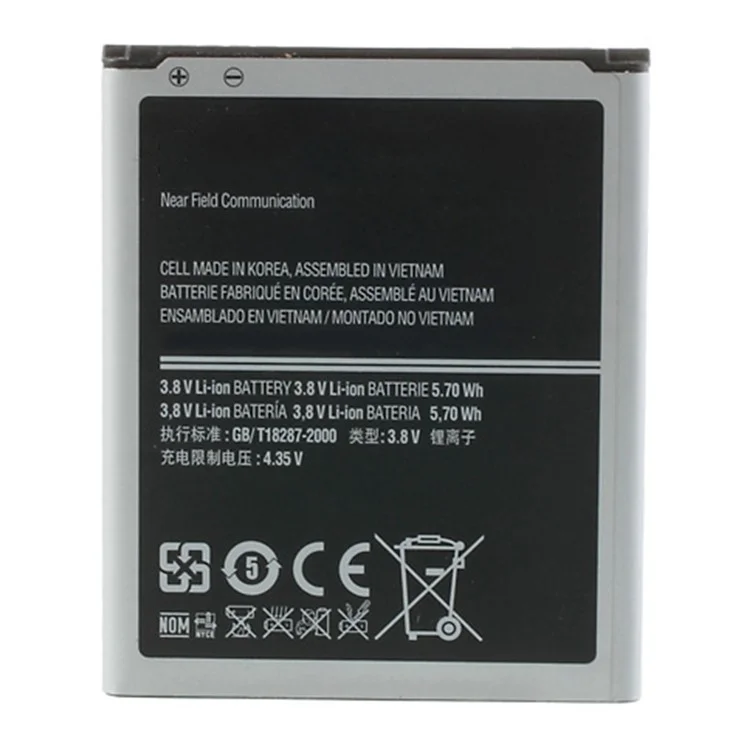 Near Field Communication
CELL MADE IN KOREA, ASSEMBLED IN VIETNAM
BATTERIE FABRIQUÉ EN CORÉE, ASSEMBLÉ AU VIETNAM
ENSAMBLADO EN VIETNAM / MONTADO NO VIETNAM
3.8 V Li-ion BATTERY 3.8 V Li-ion BATTERIE 5.70 Wh
3,8 V Li-ion BATERÍA 3,8 V Li-ion BATERIA 5,70 Wh
执行标准 : GB/T18287-2000 类型: 3.8 V 锂离子
充电限制电压 : 4.35 V
5 CE
NOM NYCE